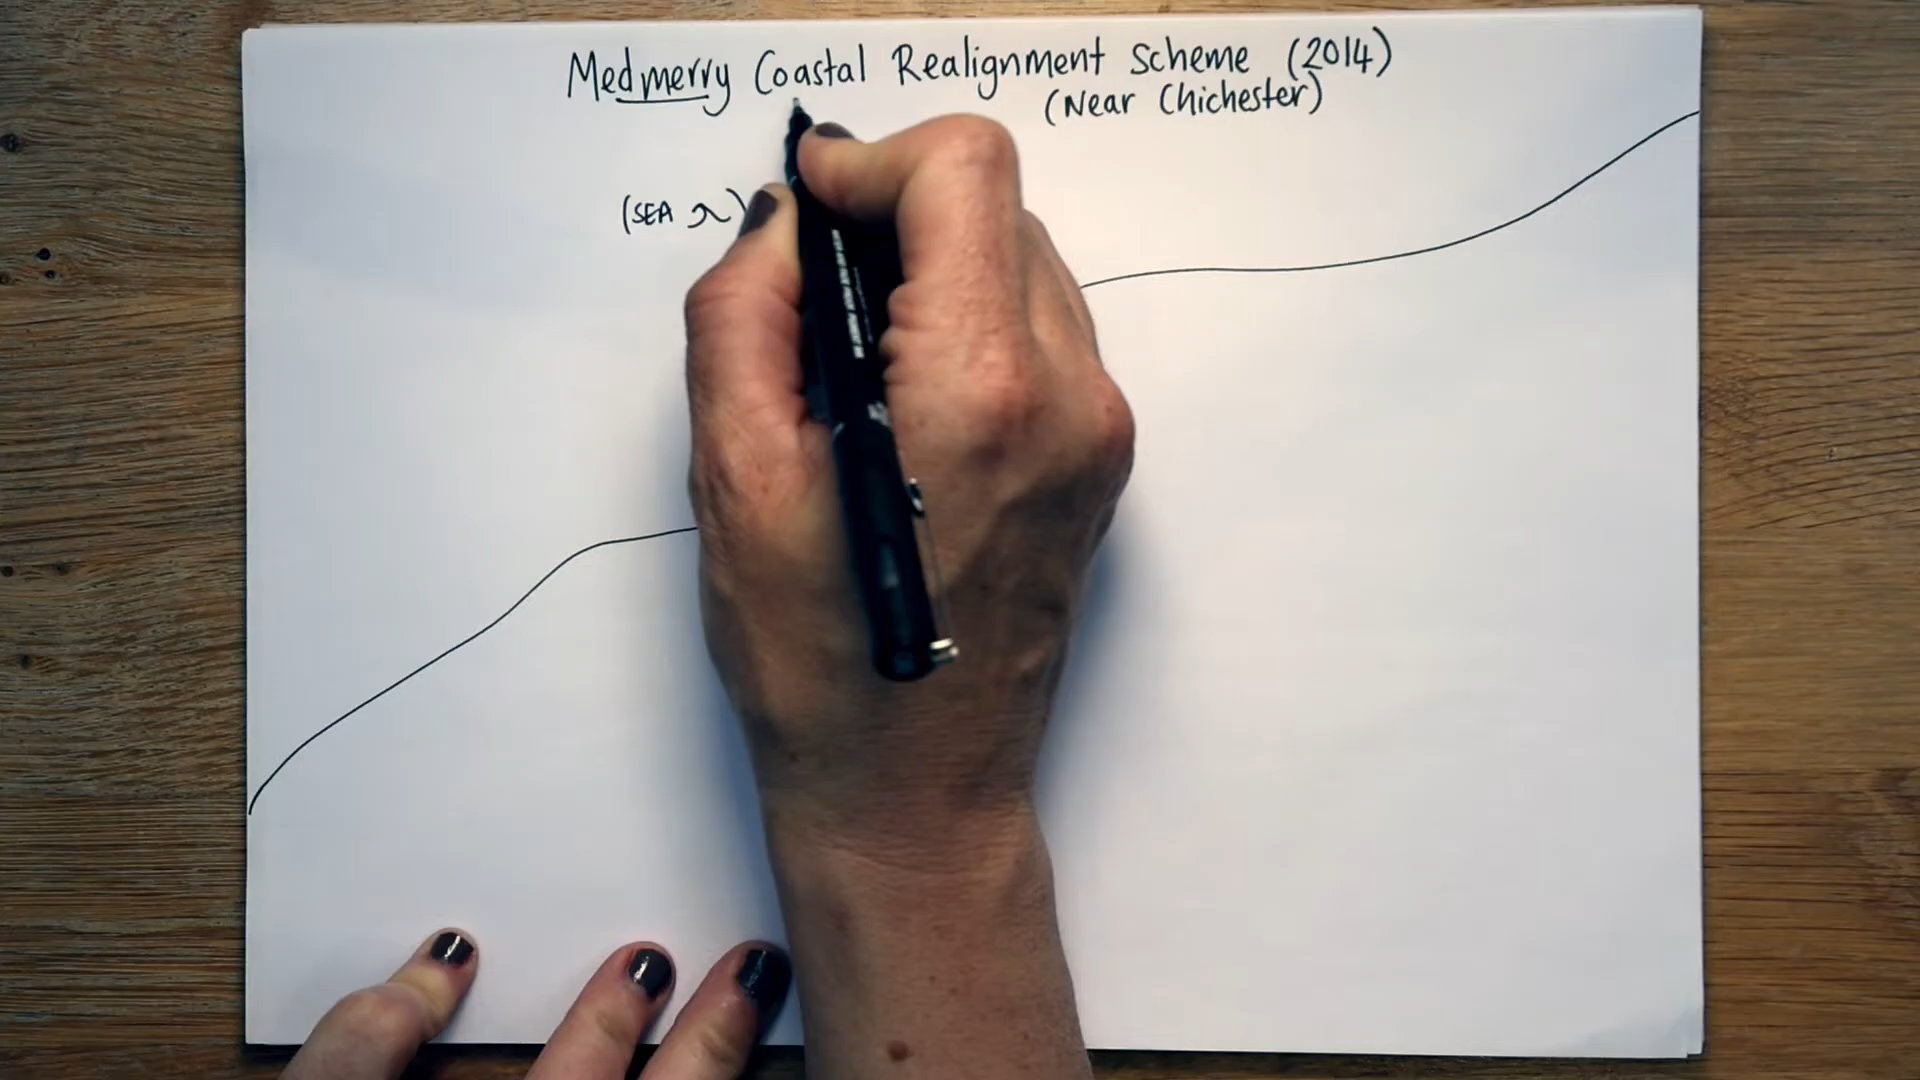 Medmerry Coastal Realignment Scheme (2014)
(Near Chichester)
(SEA